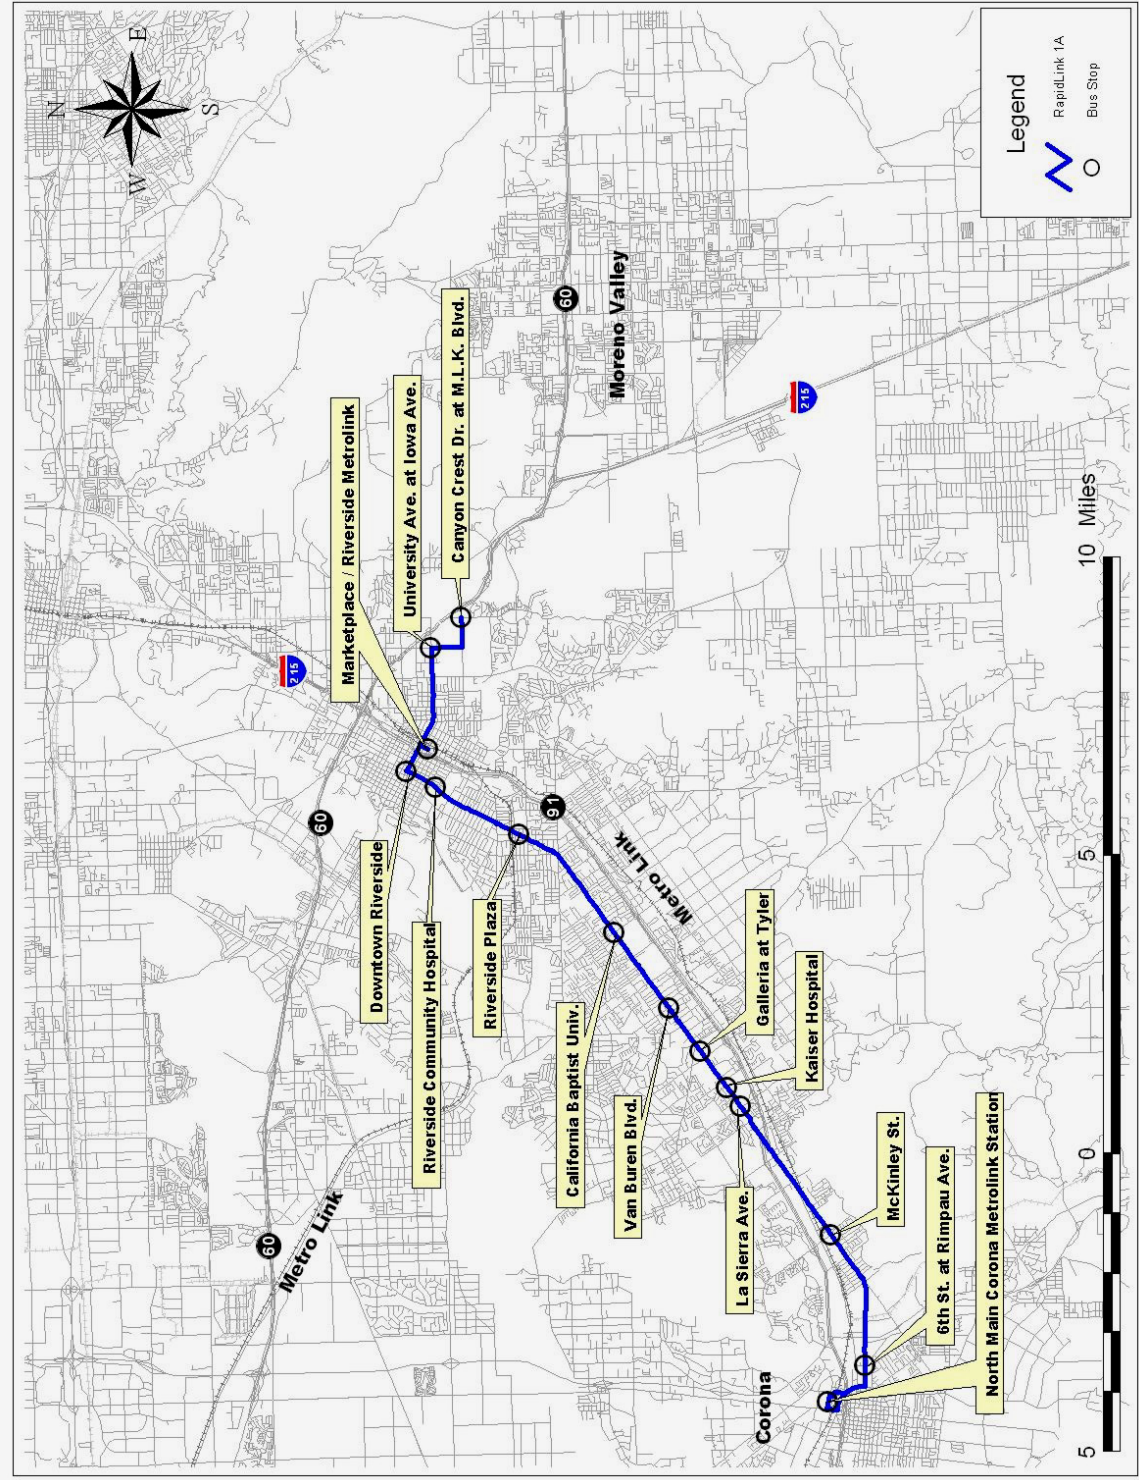 N
E
S
W
Legend
RapidLink 1A
Bus Stop
60
Moreno Valley
215
Canyon Crest Dr. at M.L.K. Blvd.
University Ave. at Iowa Ave.
Marketplace / Riverside Metrolink
215
60
91
Metro Link
Downtown Riverside
Riverside Community Hospital
Riverside Plaza
California Baptist Univ.
Van Buren Blvd.
Galleria at Tyler
Kaiser Hospital
La Sierra Ave.
McKinley St.
6th St. at Rimpau Ave.
North Main Corona Metrolink Station
Corona
60
Metro Link
5 0 5 10 Miles